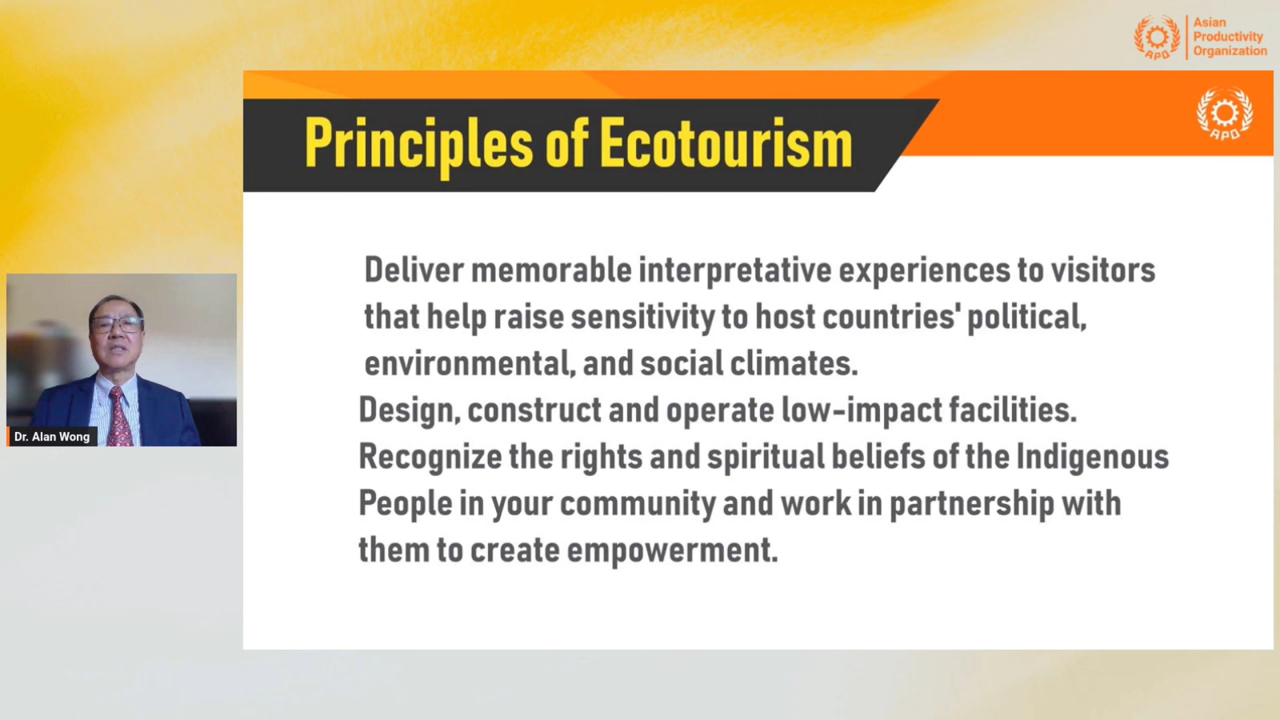 Asian
Productivity
Organization
APO
APO
Principles of Ecotourism
Deliver memorable interpretative experiences to visitors
that help raise sensitivity to host countries' political,
environmental, and social climates.
Design, construct and operate low-impact facilities.
Recognize the rights and spiritual beliefs of the Indigenous
People in your community and work in partnership with
them to create empowerment.
Dr. Alan Wong